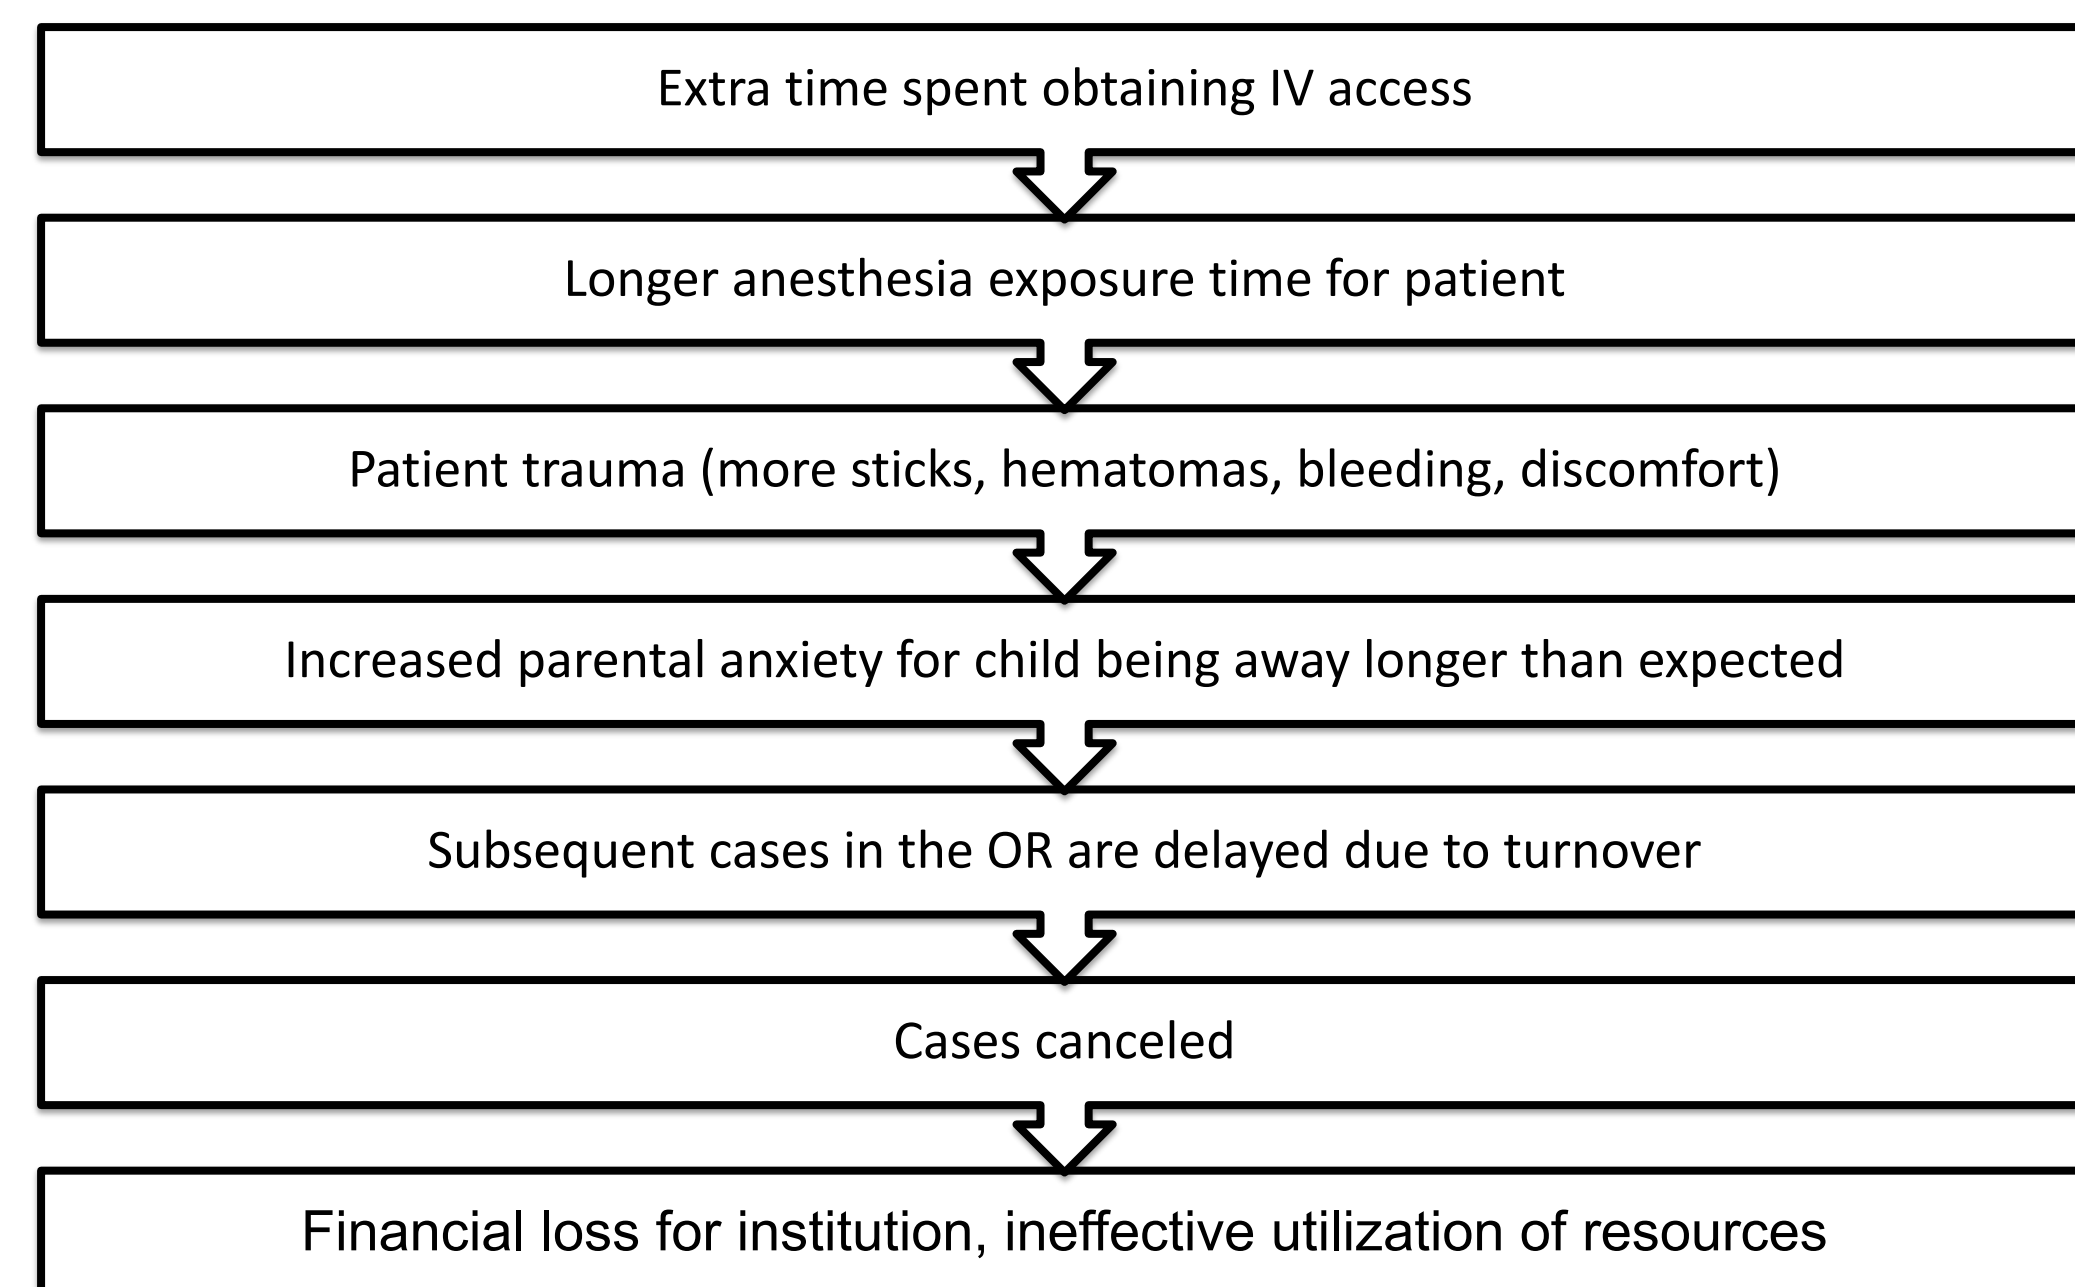 Extra time spent obtaining IV access
Longer anesthesia exposure time for patient
Patient trauma (more sticks, hematomas, bleeding, discomfort)
Increased parental anxiety for child being away longer than expected
Subsequent cases in the OR are delayed due to turnover
Cases canceled
Financial loss for institution, ineffective utilization of resources